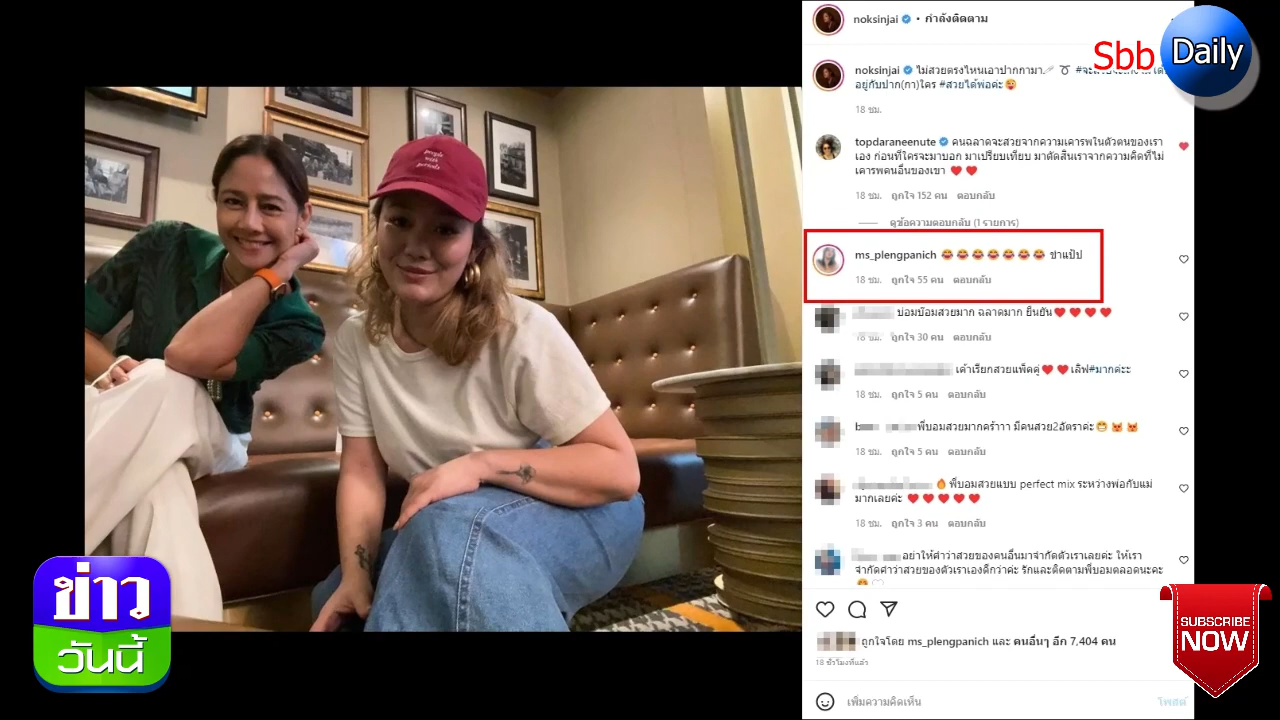 noksinjai • กำลังติดตาม
Sbb Daily
noksinjai ไม่สวยตรงไหนเอาปากกามา
อยู่กับปาก(กา)ใคร #สวยได้พ่อค่ะ
18 ชม.
topdaraneenute คนฉลาดจะสวยจากความเคารพในตัวตนของเรา
เอง ก่อนที่ใครจะมาบอก มาเปรียบเทียบ มาตัดสินเราจากความคิดที่ไม่
เคารพคนอื่นของเขา ❤️ ❤️
18 ชม. ถูกใจ 152 คน ตอบกลับ
ดูข้อความตอบกลับ (1 รายการ)
ms_plengpanich 😂😂😂😂😂😂😂 ขำแป้ป
18 ชม. ถูกใจ 55 คน ตอบกลับ
บ่อมบ๊อมสวยมาก ฉลาดมาก ยืนยัน❤️❤️❤️❤️
18 ชม. ถูกใจ 30 คน ตอบกลับ
เค้าเรียกสวยแพ็คคู่❤️❤️เลิฟ#มากค่ะะ
18 ชม. ถูกใจ 5 คน ตอบกลับ
พี่บอมสวยมากคร้าาา มีคนสวย2อัตราค่ะ
18 ชม. ถูกใจ 5 คน ตอบกลับ
🔥 พี่บอมสวยแบบ perfect mix ระหว่างพ่อกับแม่
มากเลยค่ะ ❤️❤️❤️❤️❤️
18 ชม. ถูกใจ 3 คน ตอบกลับ
อย่าให้คำว่าสวยของคนอื่นมาจำกัดตัวเราเลยค่ะ ให้เรา
จำกัดคำว่าสวยของตัวเราเองดีกว่าค่ะ รักและติดตามพี่บอมตลอดนะคะ
ถูกใจโดย ms_plengpanich และ คนอื่นๆ อีก 7,404 คน
18 ชั่วโมงที่แล้ว
เพิ่มความคิดเห็น โพสต์
ข่าว
วันนี้
SUBSCRIBE
NOW
people
with